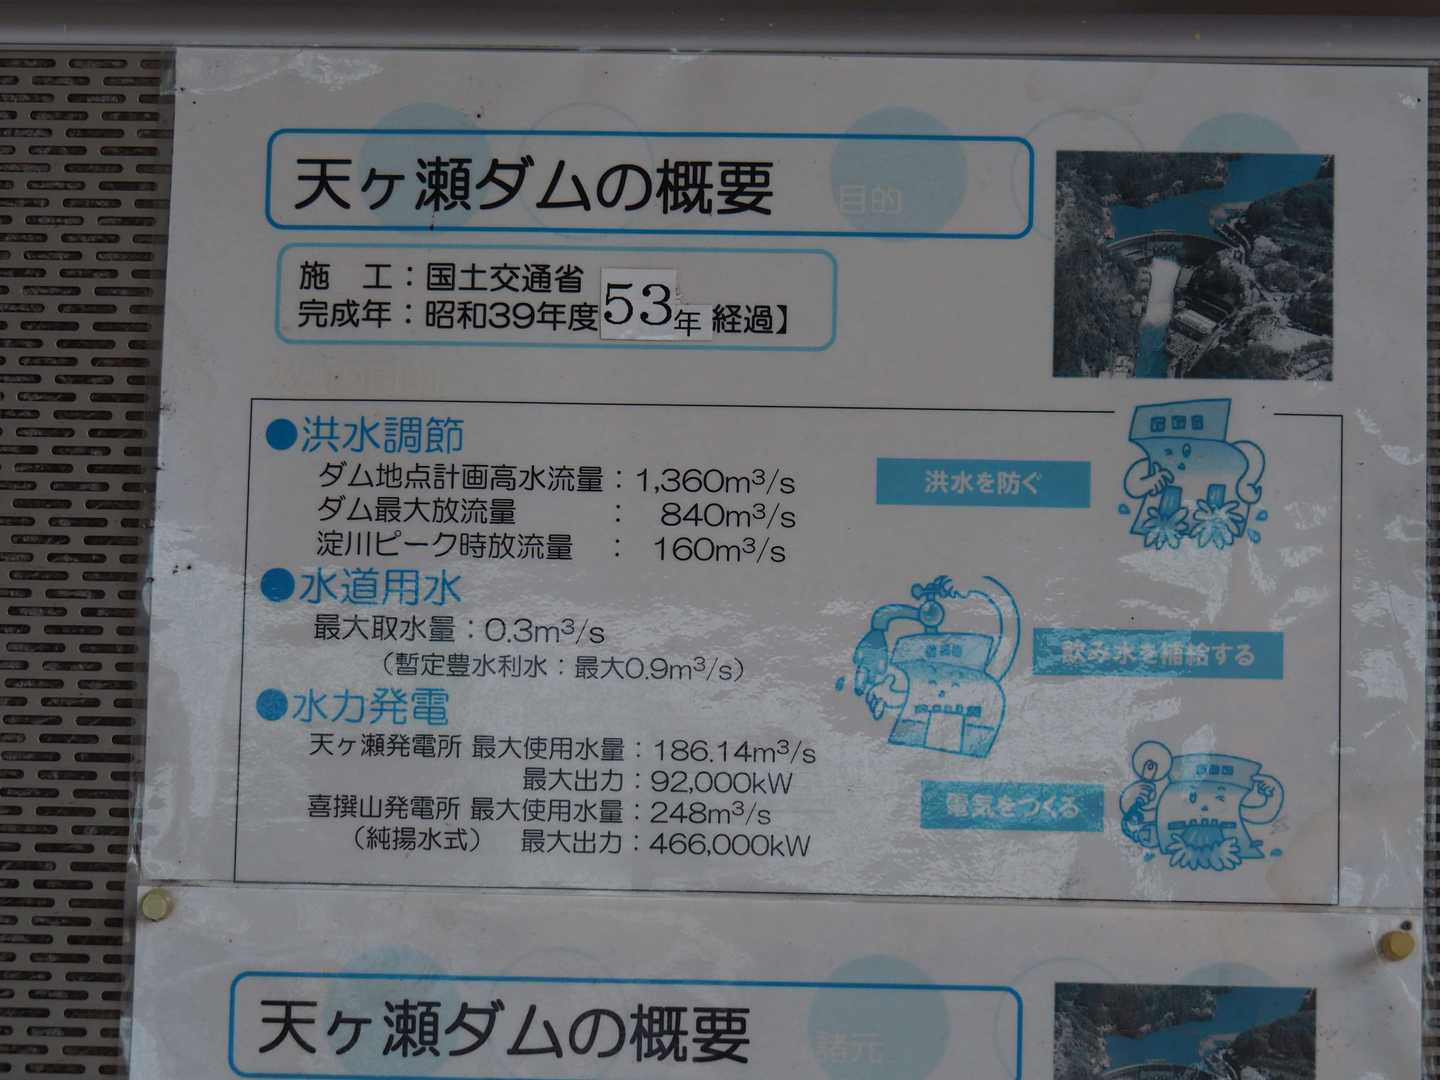 天ヶ瀬ダムの概要 目的
施　工：国土交通省
完成年：昭和39年度53年経過】
●洪水調節
ダム地点計画高水流量：1,360m³/s
ダム最大放流量　：　840m³/s
淀川ピーク時放流量　：　160m³/s
洪水を防ぐ
●水道用水
最大取水量：0.3m³/s
（暫定豊水利水：最大0.9m³/s）
飲み水を補給する
●水力発電
天ヶ瀬発電所 最大使用水量：186.14m³/s
最大出力：92,000kW
喜撰山発電所 最大使用水量：248m³/s
（純揚水式）　最大出力：466,000kW
電気をつくる
天ヶ瀬ダムの概要 諸元